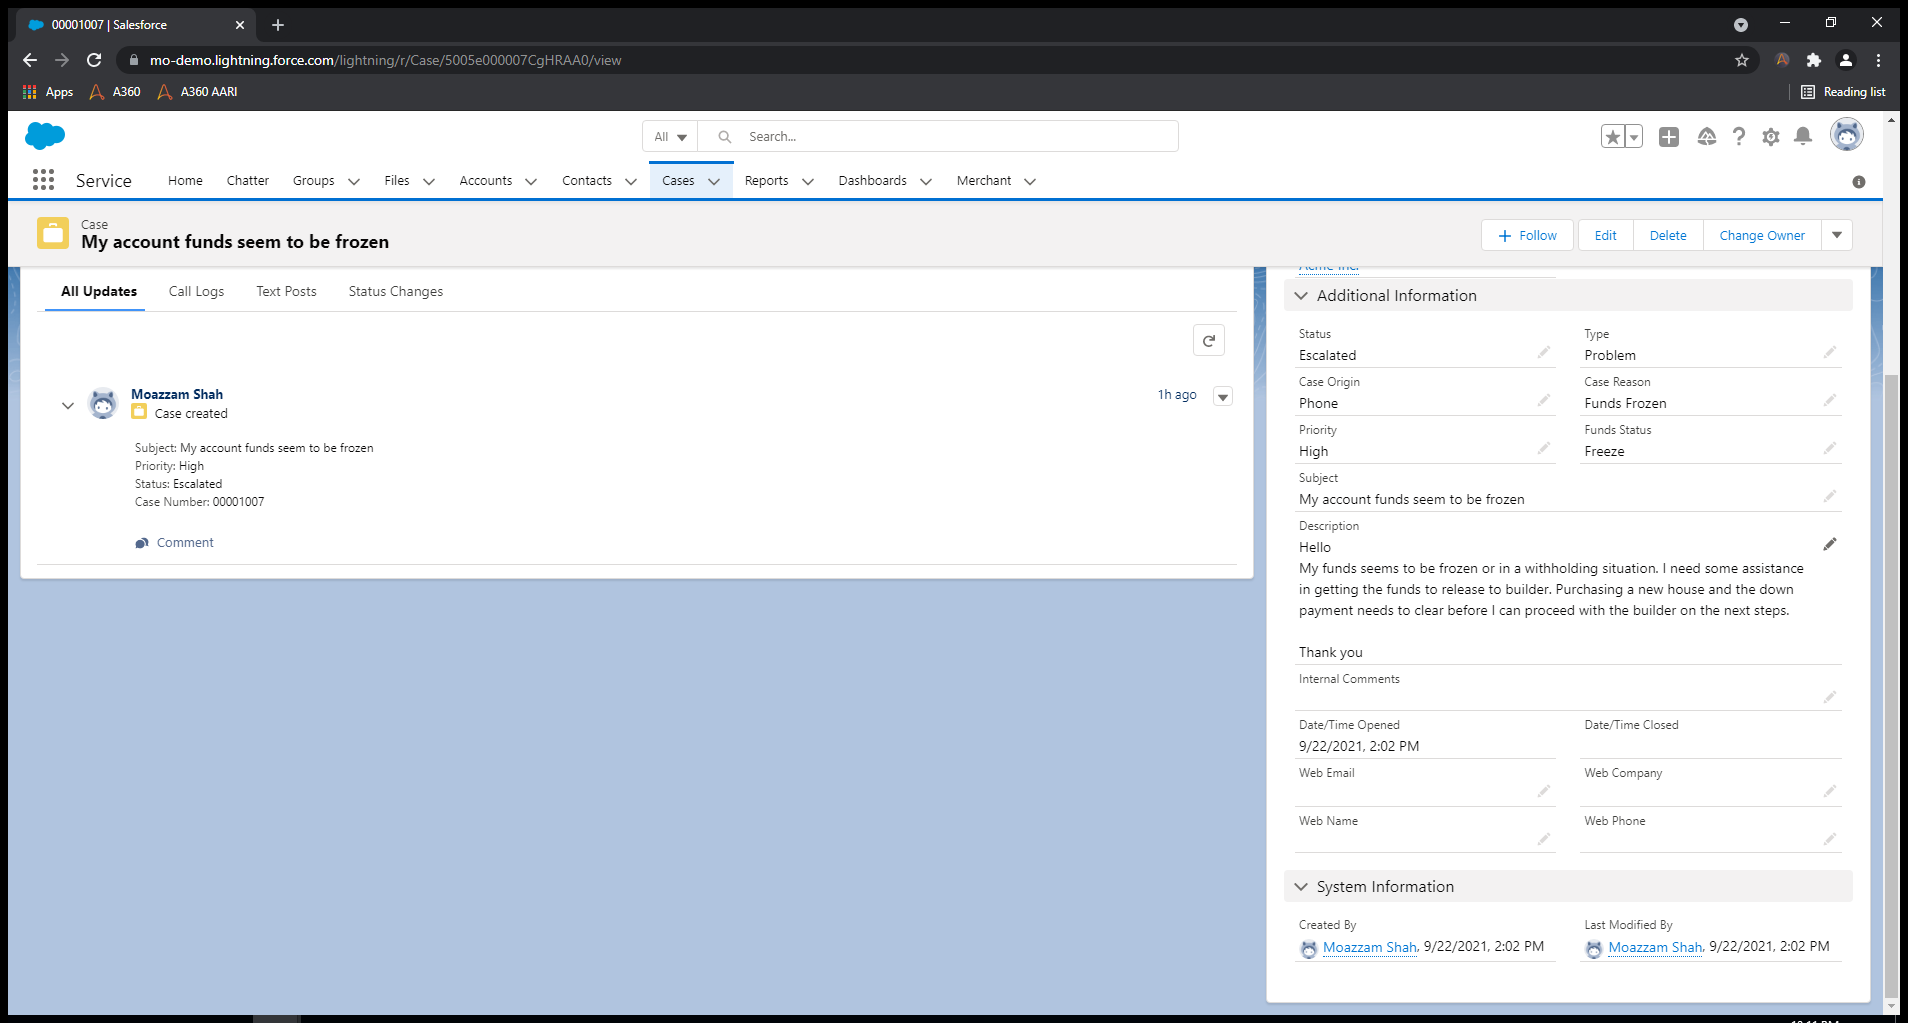 00001007 | Salesforce
mo-demo.lightning.force.com/lightning/r/Case/5005e000007CgHRAA0/view
Apps A360 A360 AARI Reading list
All Search...
Service Home Chatter Groups Files Accounts Contacts Cases Reports Dashboards Merchant
Case
My account funds seem to be frozen
Follow Edit Delete Change Owner
All Updates Call Logs Text Posts Status Changes
Moazzam Shah
Case created
1h ago
Subject: My account funds seem to be frozen
Priority: High
Status: Escalated
Case Number: 00001007
Comment
Acme Inc.
Additional Information
Status Type
Escalated Problem
Case Origin Case Reason
Phone Funds Frozen
Priority Funds Status
High Freeze
Subject
My account funds seem to be frozen
Description
Hello
My funds seems to be frozen or in a withholding situation. I need some assistance
in getting the funds to release to builder. Purchasing a new house and the down
payment needs to clear before I can proceed with the builder on the next steps.
Thank you
Internal Comments
Date/Time Opened Date/Time Closed
9/22/2021, 2:02 PM
Web Email Web Company
Web Name Web Phone
System Information
Created By Last Modified By
Moazzam Shah, 9/22/2021, 2:02 PM Moazzam Shah, 9/22/2021, 2:02 PM